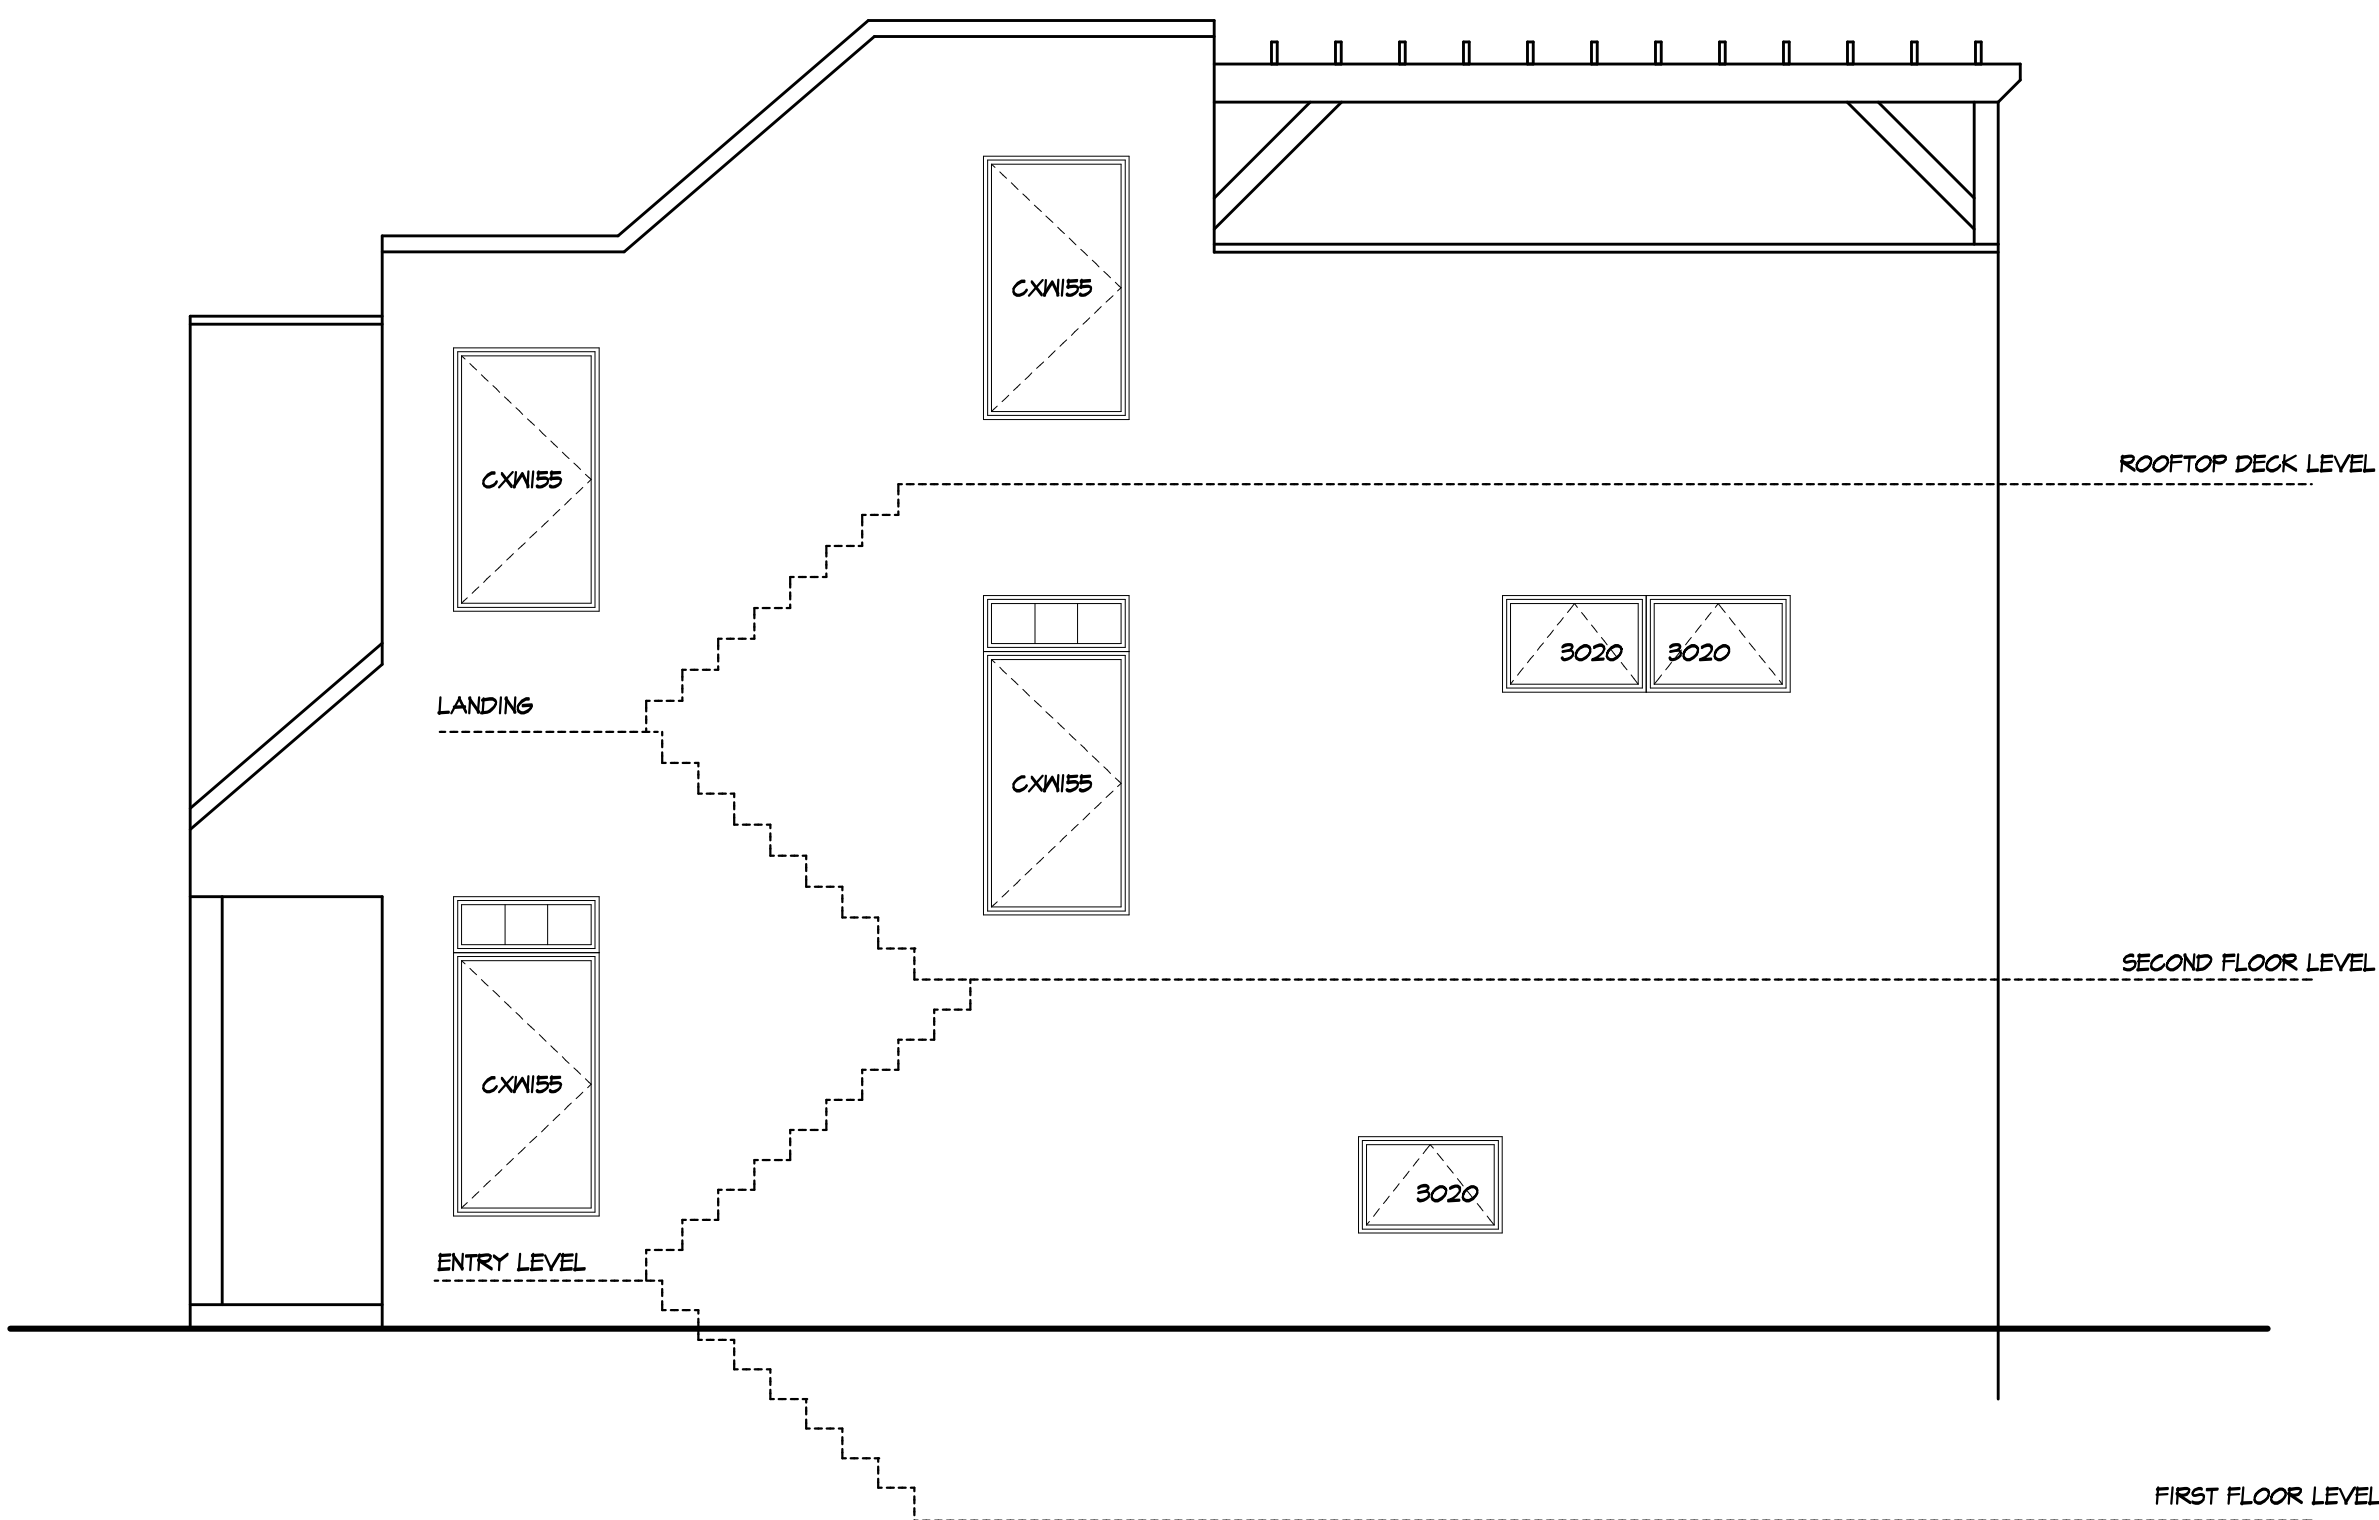 CXW155
ROOFTOP DECK LEVEL
CXW155
3020 3020
LANDING
CXW155
SECOND FLOOR LEVEL
CXW155
3020
ENTRY LEVEL
FIRST FLOOR LEVEL